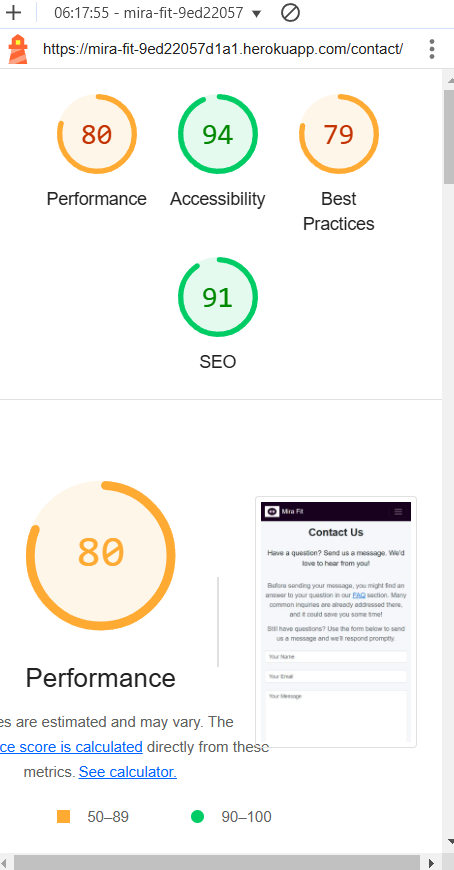 06:17:55 - mira-fit-9ed22057
https://mira-fit-9ed22057d1a1.herokuapp.com/contact/
80
94
79
Performance
Accessibility
Best
Practices
91
SEO
80
Performance
es are estimated and may vary. The
ce score is calculated directly from these
metrics. See calculator.
50–89
90–100
Mira Fit
Contact Us
Have a question? Send us a message. We'd
love to hear from you!
Before sending your message, you might find an
answer to your question in our FAQ section. Many
common inquiries are already addressed there,
and it could save you some time!
Still have questions? Use the form below to send
us a message and we'll respond promptly.
Your Name
Your Email
Your Message